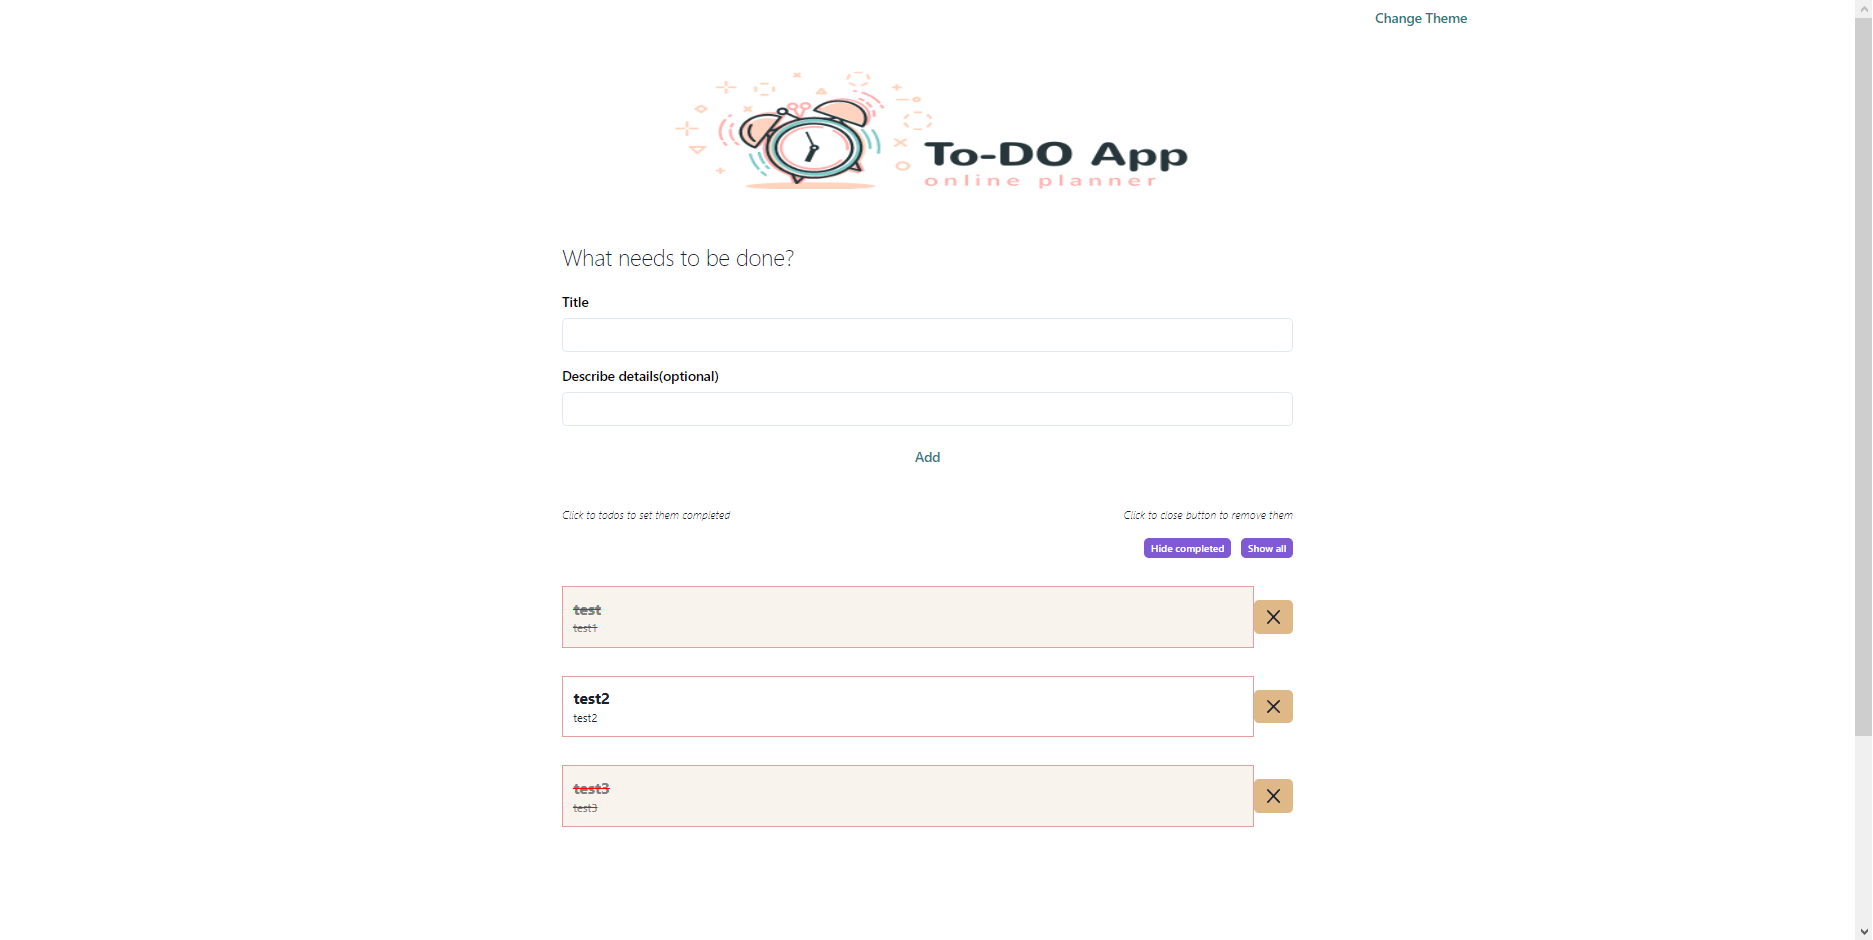 Change Theme
To-DO App
online planner
What needs to be done?
Title
Describe details(optional)
Add
Click to todos to set them completed
Click to close button to remove them
Hide completed
Show all
test
test1
test2
test2
test3
test3